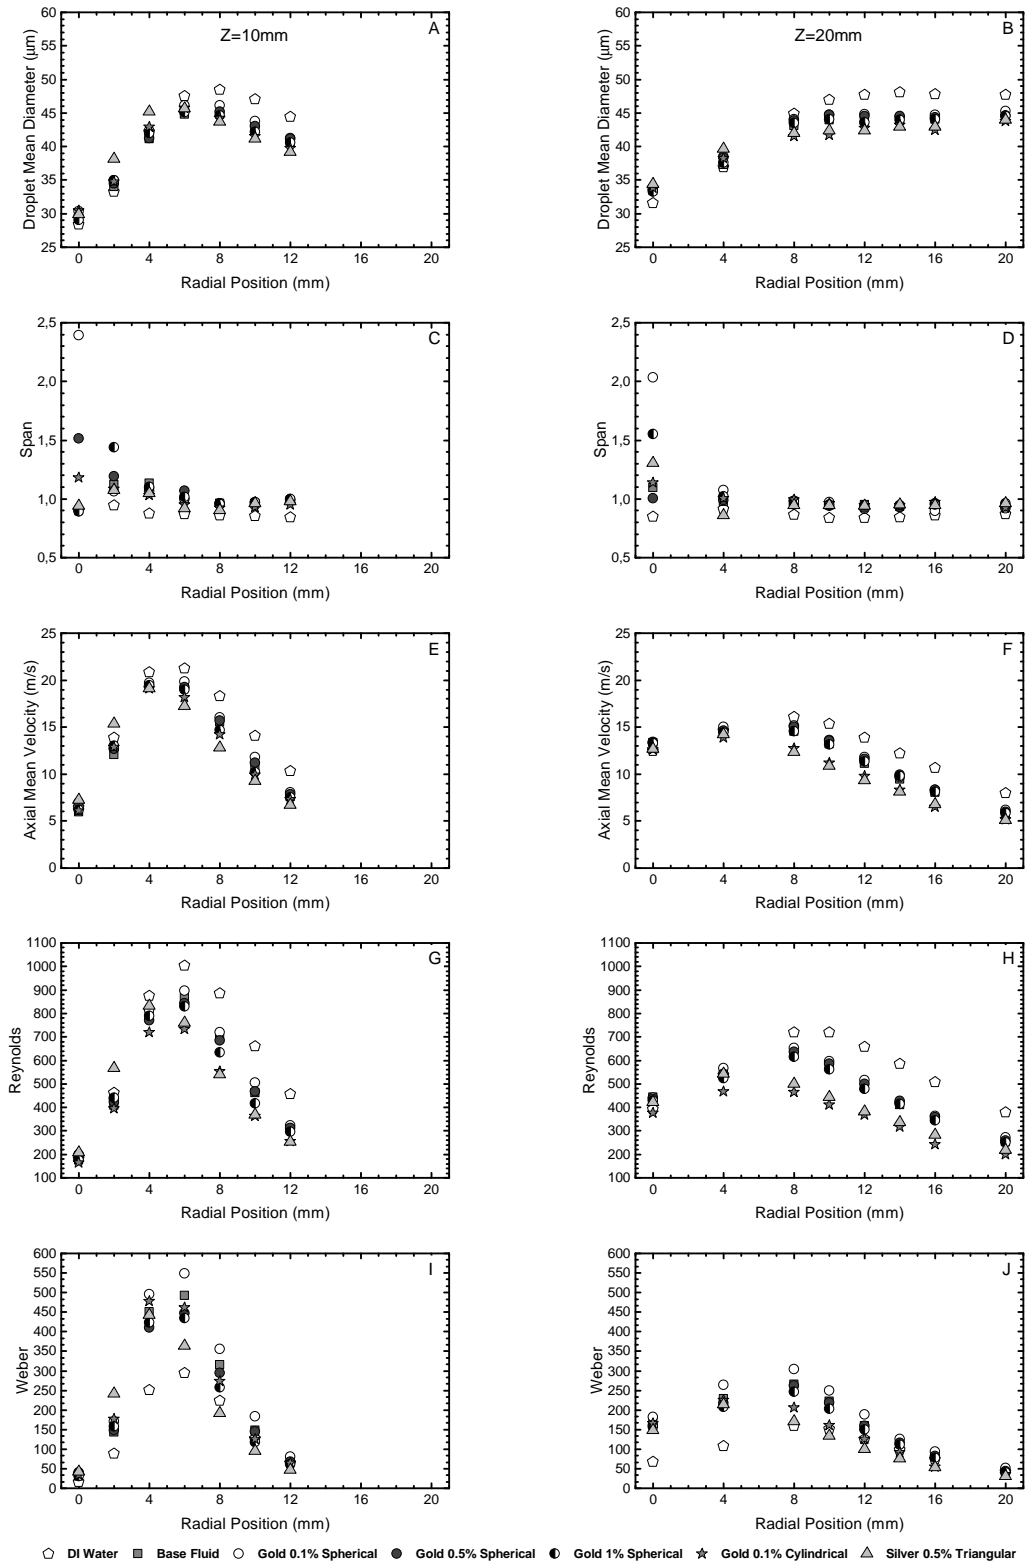 A
Z=10mm
Droplet Mean Diameter (µm)
60
55
50
45
40
35
30
25
0 4 8 12 16 20
Radial Position (mm)
B
Z=20mm
Droplet Mean Diameter (µm)
60
55
50
45
40
35
30
25
0 4 8 12 16 20
Radial Position (mm)
C
Span
2,5
2,0
1,5
1,0
0,5
0 4 8 12 16 20
Radial Position (mm)
D
Span
2,5
2,0
1,5
1,0
0,5
0 4 8 12 16 20
Radial Position (mm)
E
Axial Mean Velocity (m/s)
25
20
15
10
5
0
0 4 8 12 16 20
Radial Position (mm)
F
Axial Mean Velocity (m/s)
25
20
15
10
5
0
0 4 8 12 16 20
Radial Position (mm)
G
Reynolds
1100
1000
900
800
700
600
500
400
300
200
100
0 4 8 12 16 20
Radial Position (mm)
H
Reynolds
1100
1000
900
800
700
600
500
400
300
200
100
0 4 8 12 16 20
Radial Position (mm)
I
Weber
600
550
500
450
400
350
300
250
200
150
100
50
0
0 4 8 12 16 20
Radial Position (mm)
J
Weber
600
550
500
450
400
350
300
250
200
150
100
50
0
0 4 8 12 16 20
Radial Position (mm)
DI Water Base Fluid Gold 0.1% Spherical Gold 0.5% Spherical Gold 1% Spherical Gold 0.1% Cylindrical Silver 0.5% Triangular